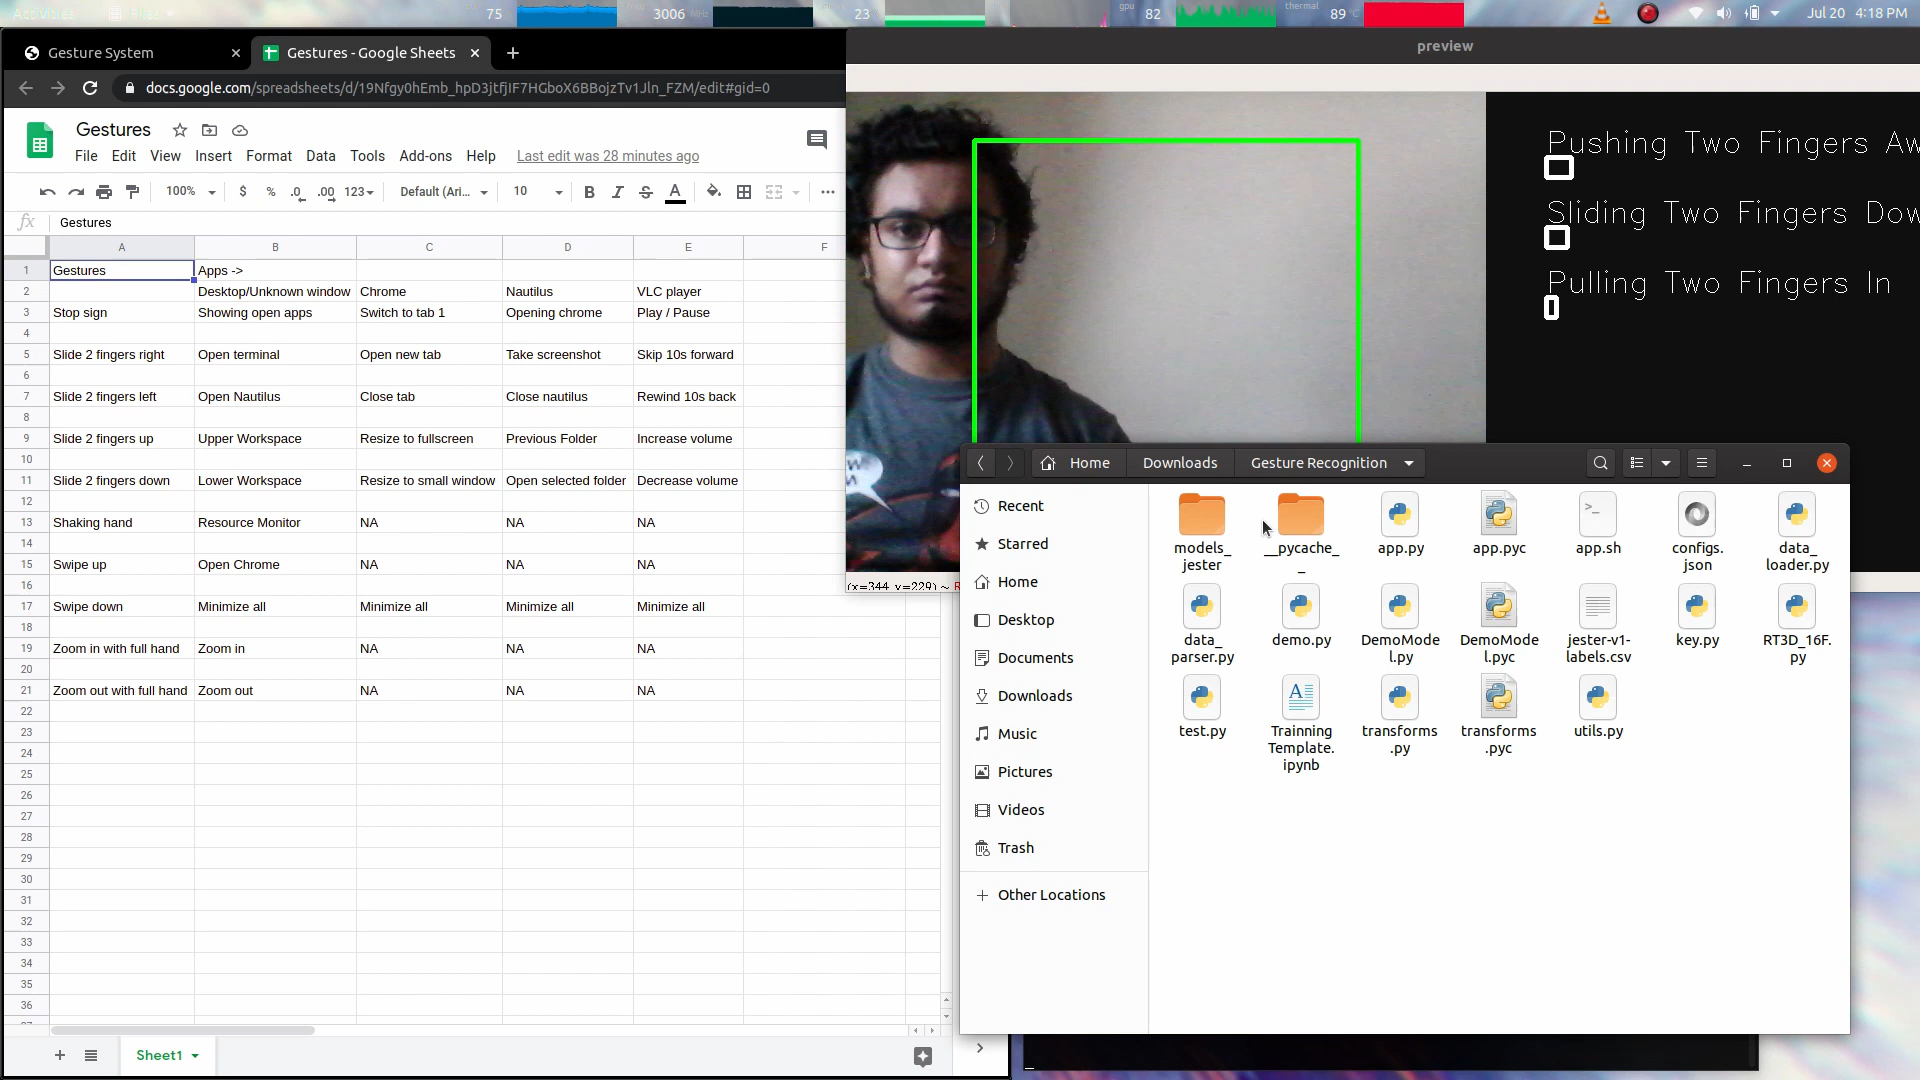 Activities
Files
75
3006 MHz
23
gpu 82
thermal 89 °C
Jul 20 4:18 PM
Gesture System
Gestures - Google Sheets
docs.google.com/spreadsheets/d/19Nfgy0hEmb_hpD3jtfjIF7HGboX6BBojzTv1Jln_FZM/edit#gid=0
Gestures
File Edit View Insert Format Data Tools Add-ons Help Last edit was 28 minutes ago
100% $ % .0 .00 123 Default (Ari... 10 B I S A
fx Gestures
A B C D E F
1 Gestures Apps ->
2 Desktop/Unknown window Chrome Nautilus VLC player
3 Stop sign Showing open apps Switch to tab 1 Opening chrome Play / Pause
4
5 Slide 2 fingers right Open terminal Open new tab Take screenshot Skip 10s forward
6
7 Slide 2 fingers left Open Nautilus Close tab Close nautilus Rewind 10s back
8
9 Slide 2 fingers up Upper Workspace Resize to fullscreen Previous Folder Increase volume
10
11 Slide 2 fingers down Lower Workspace Resize to small window Open selected folder Decrease volume
12
13 Shaking hand Resource Monitor NA NA NA
14
15 Swipe up Open Chrome NA NA NA
16
17 Swipe down Minimize all Minimize all Minimize all Minimize all
18
19 Zoom in with full hand Zoom in NA NA NA
20
21 Zoom out with full hand Zoom out NA NA NA
22
23
24
25
26
27
28
29
30
31
32
33
34
35
36
Sheet1
preview
Pushing Two Fingers Aw
Sliding Two Fingers Dow
Pulling Two Fingers In
(x=344, y=229) ~ R
Home Downloads Gesture Recognition
Recent
Starred
Home
Desktop
Documents
Downloads
Music
Pictures
Videos
Trash
Other Locations
models_
jester
__pycache_
_
app.py
app.pyc
app.sh
configs.
json
data_
loader.py
data_
parser.py
demo.py
DemoMode
l.py
DemoMode
l.pyc
jester-v1-
labels.csv
key.py
RT3D_16F.
py
test.py
Trainning
Template.
ipynb
transforms
.py
transforms
.pyc
utils.py